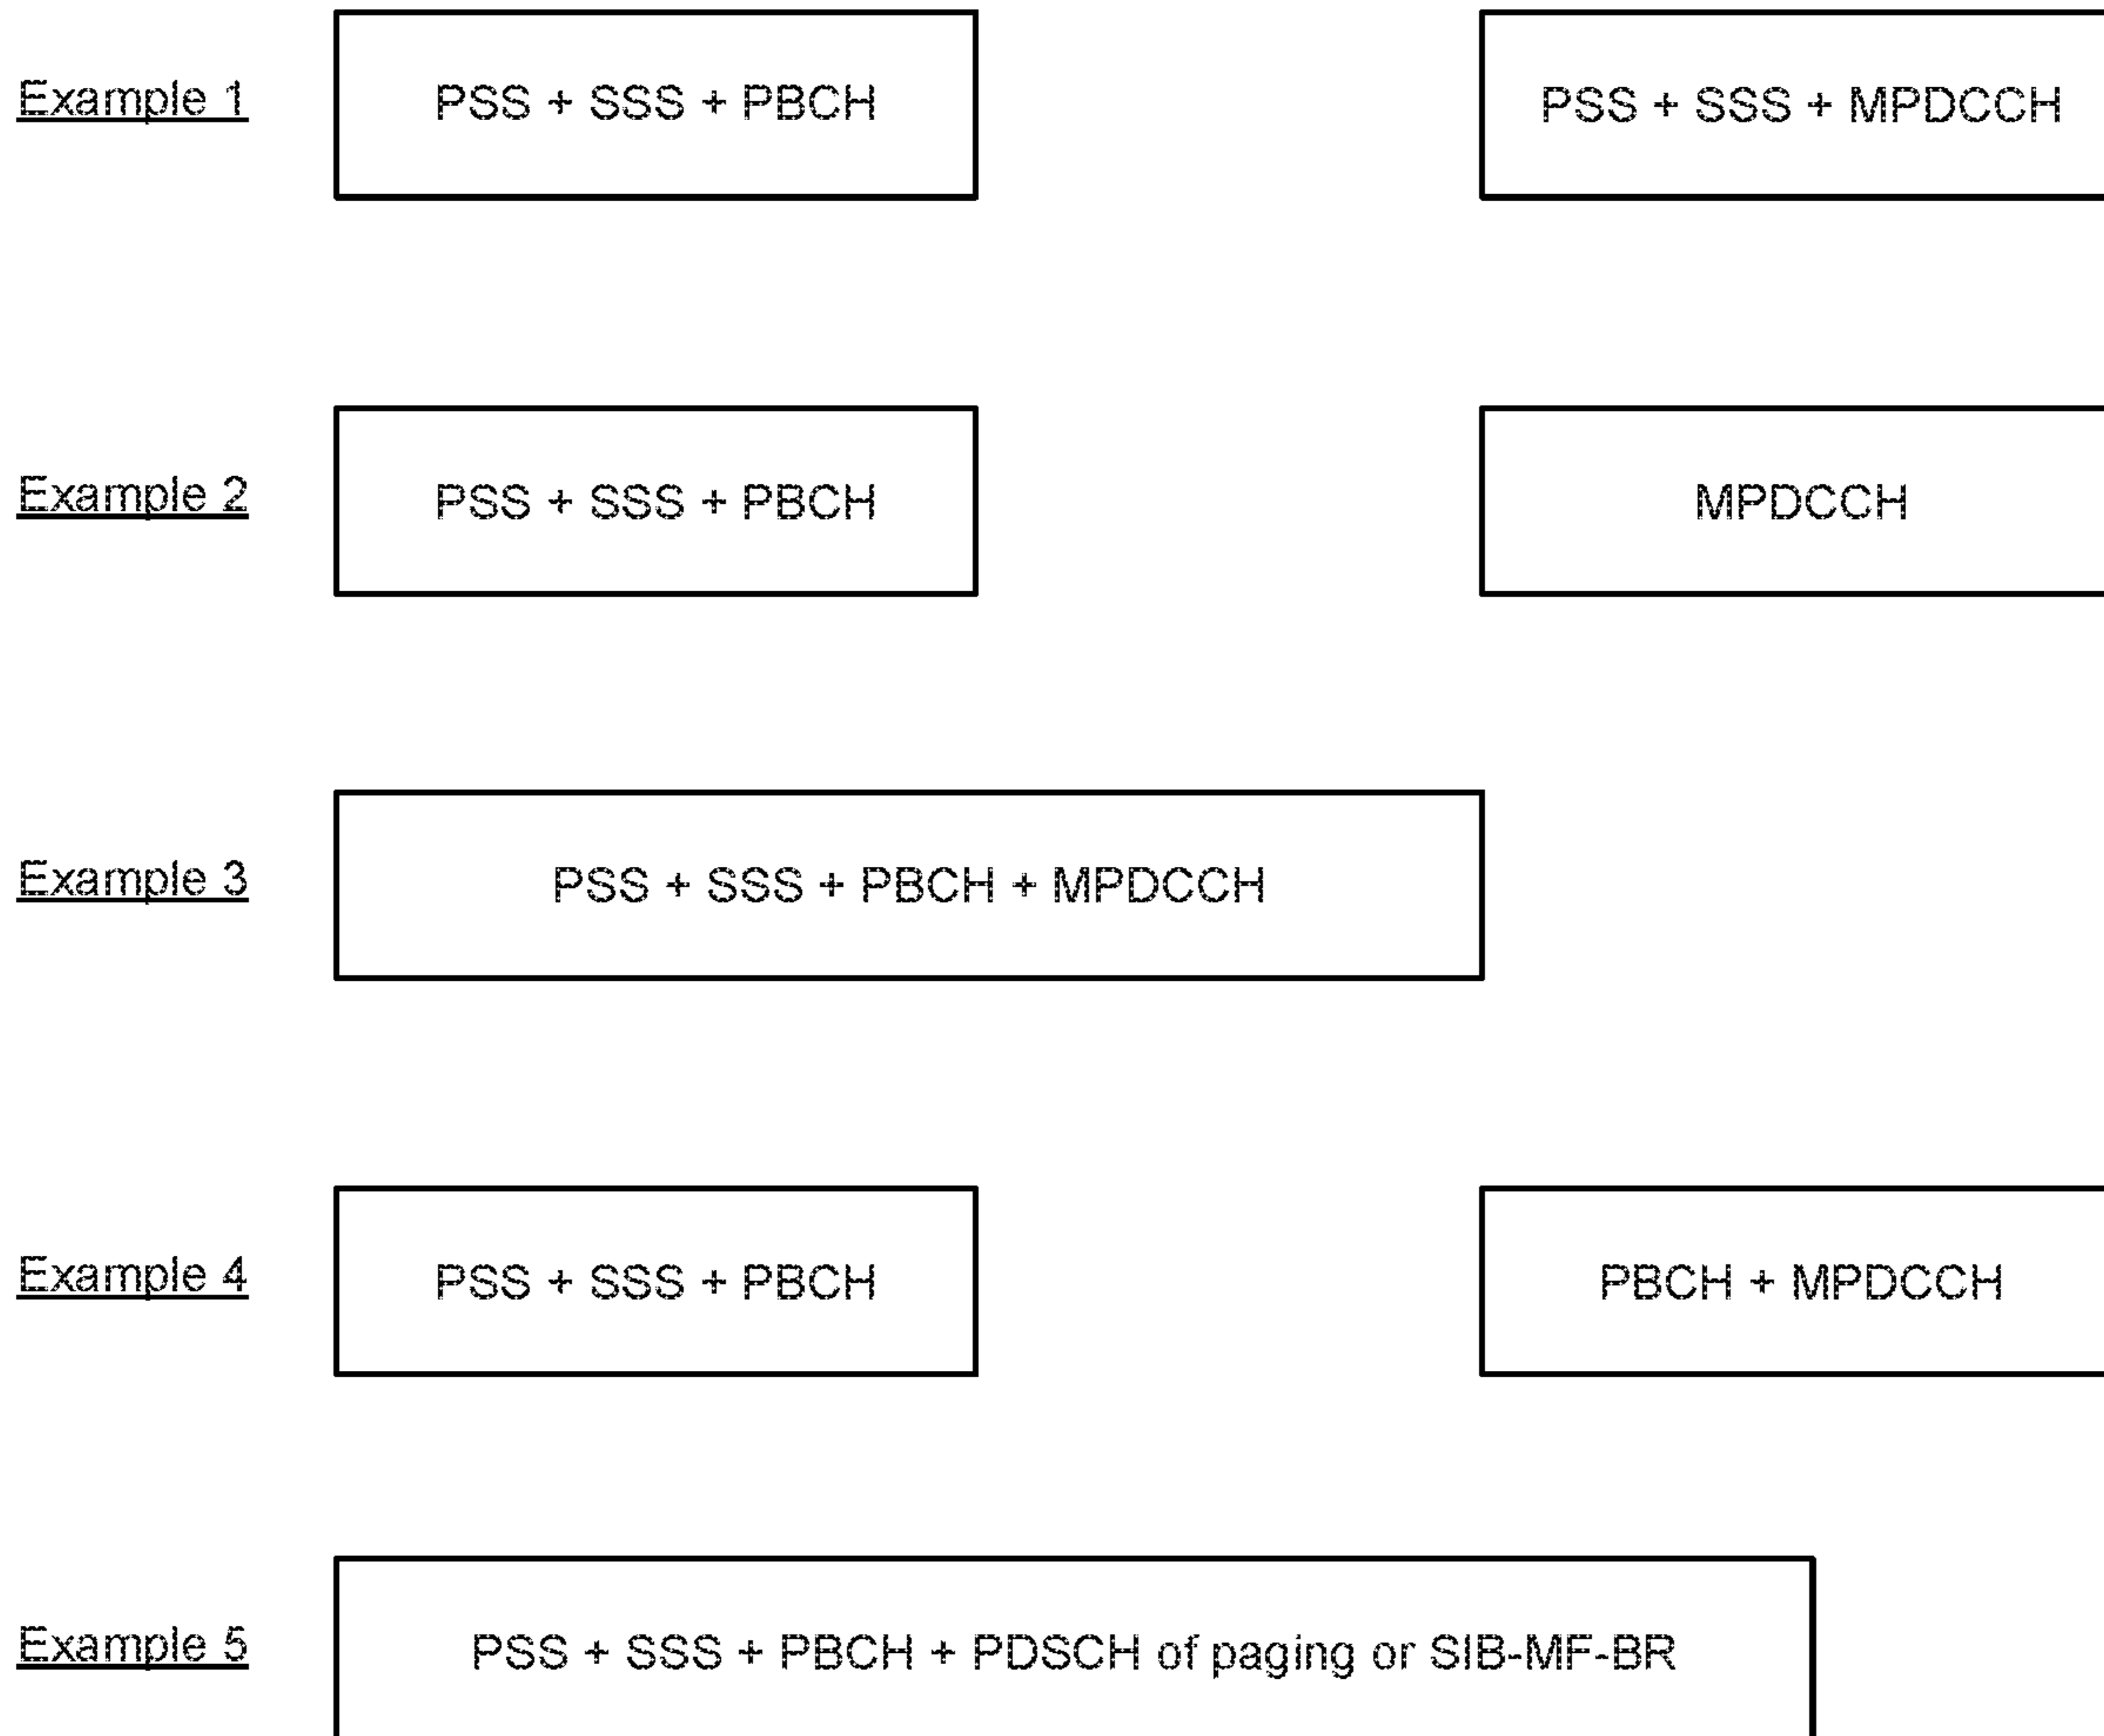 Example 1
PSS + SSS + PBCH
PSS + SSS + MPDCCH
Example 2
PSS + SSS + PBCH
MPDCCH
Example 3
PSS + SSS + PBCH + MPDCCH
Example 4
PSS + SSS + PBCH
PBCH + MPDCCH
Example 5
PSS + SSS + PBCH + PDSCH of paging or SIB-MF-BR